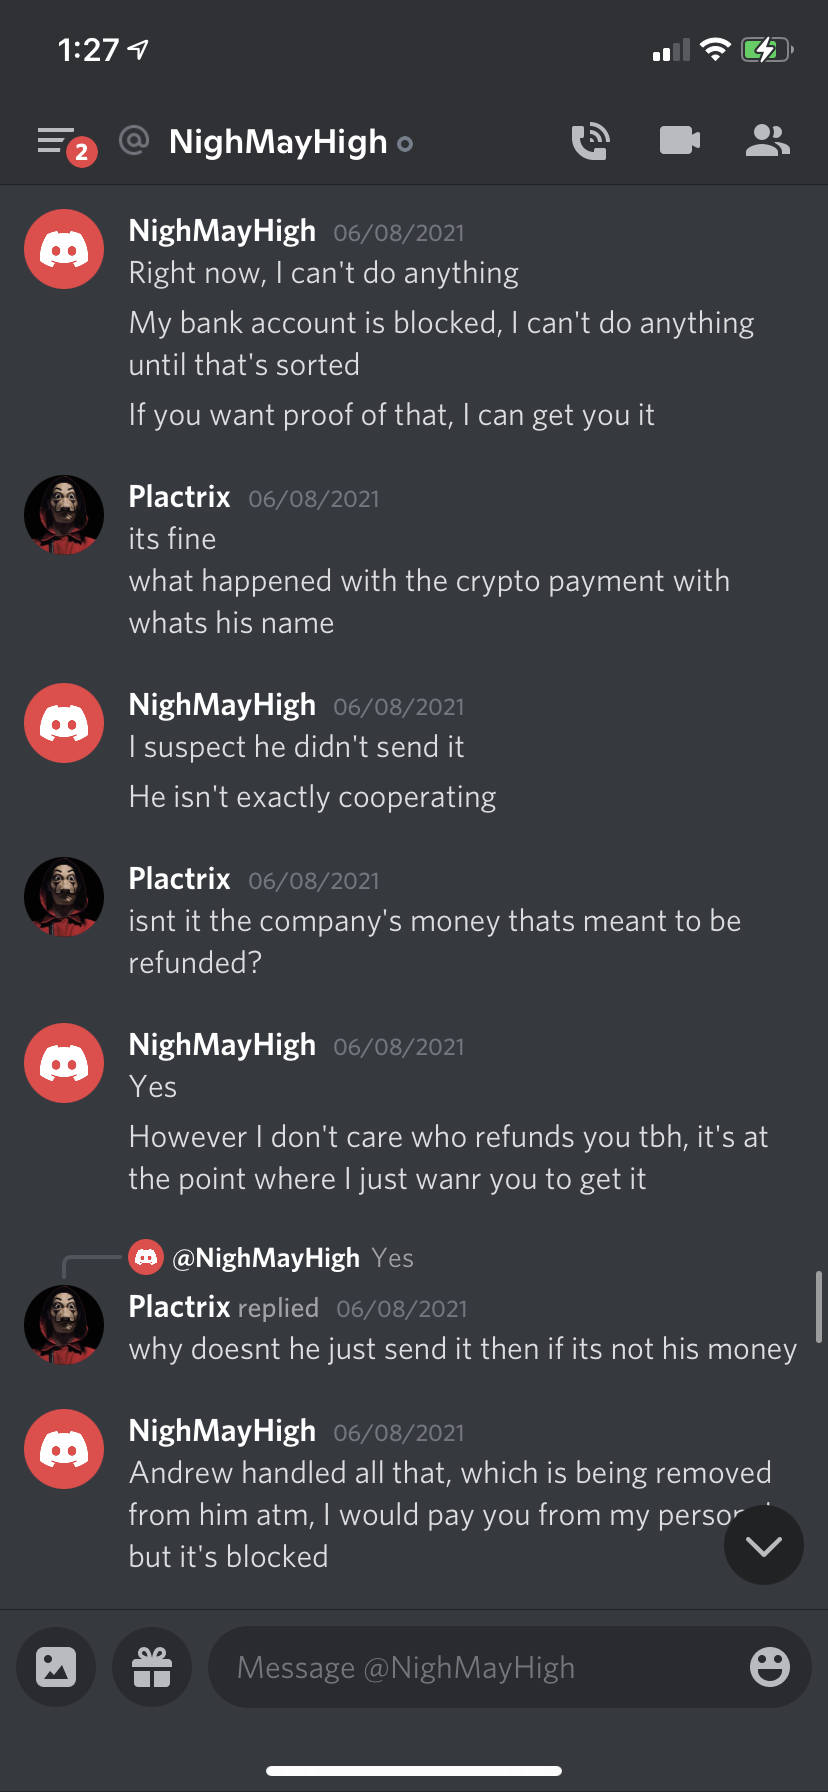 1:27
2
@ NighMayHigh
NighMayHigh 06/08/2021
Right now, I can't do anything
My bank account is blocked, I can't do anything
until that's sorted
If you want proof of that, I can get you it
Plactrix 06/08/2021
its fine
what happened with the crypto payment with
whats his name
NighMayHigh 06/08/2021
I suspect he didn't send it
He isn't exactly cooperating
Plactrix 06/08/2021
isnt it the company's money thats meant to be
refunded?
NighMayHigh 06/08/2021
Yes
However I don't care who refunds you tbh, it's at
the point where I just wanr you to get it
@NighMayHigh Yes
Plactrix replied 06/08/2021
why doesnt he just send it then if its not his money
NighMayHigh 06/08/2021
Andrew handled all that, which is being removed
from him atm, I would pay you from my
but it's blocked
Message @NighMayHigh